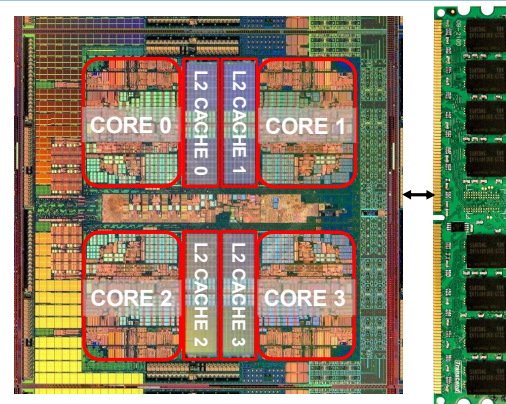 CORE 0
L2 CACHE 0
L2 CACHE 1
CORE 1
CORE 2
L2 CACHE 2
L2 CACHE 3
CORE 3
Transcend